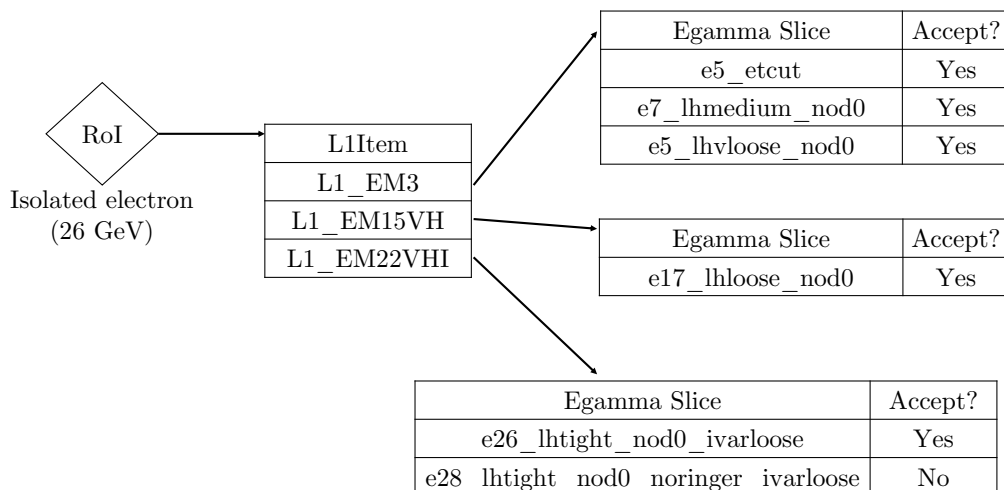 RoI
Isolated electron
(26 GeV)
L1Item
L1_EM3
L1_EM15VH
L1_EM22VHI
Egamma Slice Accept?
e5_etcut Yes
e7_lhmedium_nod0 Yes
e5_lhvloose_nod0 Yes
Egamma Slice Accept?
e17_lhloose_nod0 Yes
Egamma Slice Accept?
e26_lhtight_nod0_ivarloose Yes
e28_lhtight_nod0_noringer_ivarloose No